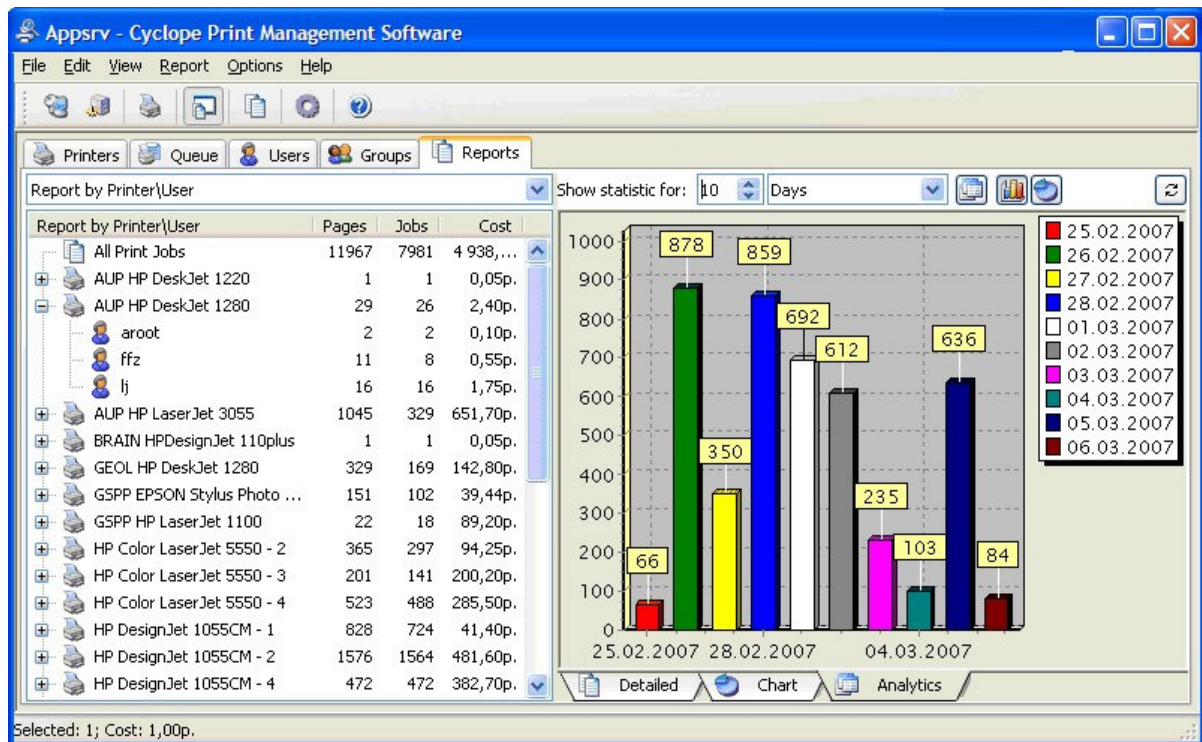 Appsrv - Cyclope Print Management Software
File Edit View Report Options Help
Printers Queue Users Groups Reports
Report by Printer\User Show statistic for: 10 Days
Report by Printer\User Pages Jobs Cost
All Print Jobs 11967 7981 4 938,...
AUP HP DeskJet 1220 1 1 0,05p.
AUP HP DeskJet 1280 29 26 2,40p.
aroot 2 2 0,10p.
ffz 11 8 0,55p.
lj 16 16 1,75p.
AUP HP LaserJet 3055 1045 329 651,70p.
BRAIN HPDesignJet 110plus 1 1 0,05p.
GEOL HP DeskJet 1280 329 169 142,80p.
GSPP EPSON Stylus Photo ... 151 102 39,44p.
GSPP HP LaserJet 1100 22 18 89,20p.
HP Color LaserJet 5550 - 2 365 297 94,25p.
HP Color LaserJet 5550 - 3 201 141 200,20p.
HP Color LaserJet 5550 - 4 523 488 285,50p.
HP DesignJet 1055CM - 1 828 724 41,40p.
HP DesignJet 1055CM - 2 1576 1564 481,60p.
HP DesignJet 1055CM - 4 472 472 382,70p.
1000
900
800
700
600
500
400
300
200
100
0
66
878
350
859
692
612
235
103
636
84
25.02.2007 28.02.2007 04.03.2007
25.02.2007
26.02.2007
27.02.2007
28.02.2007
01.03.2007
02.03.2007
03.03.2007
04.03.2007
05.03.2007
06.03.2007
Detailed Chart Analytics
Selected: 1; Cost: 1,00p.